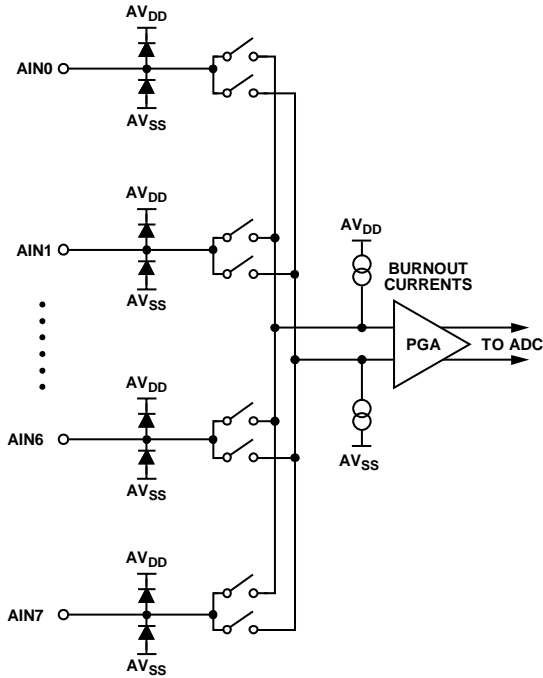 AVDD
AIN0
AVSS
AVDD
AIN1
AVSS
AVDD
BURNOUT
CURRENTS
PGA
TO ADC
AVDD
AIN6
AVSS
AVSS
AVDD
AIN7
AVSS